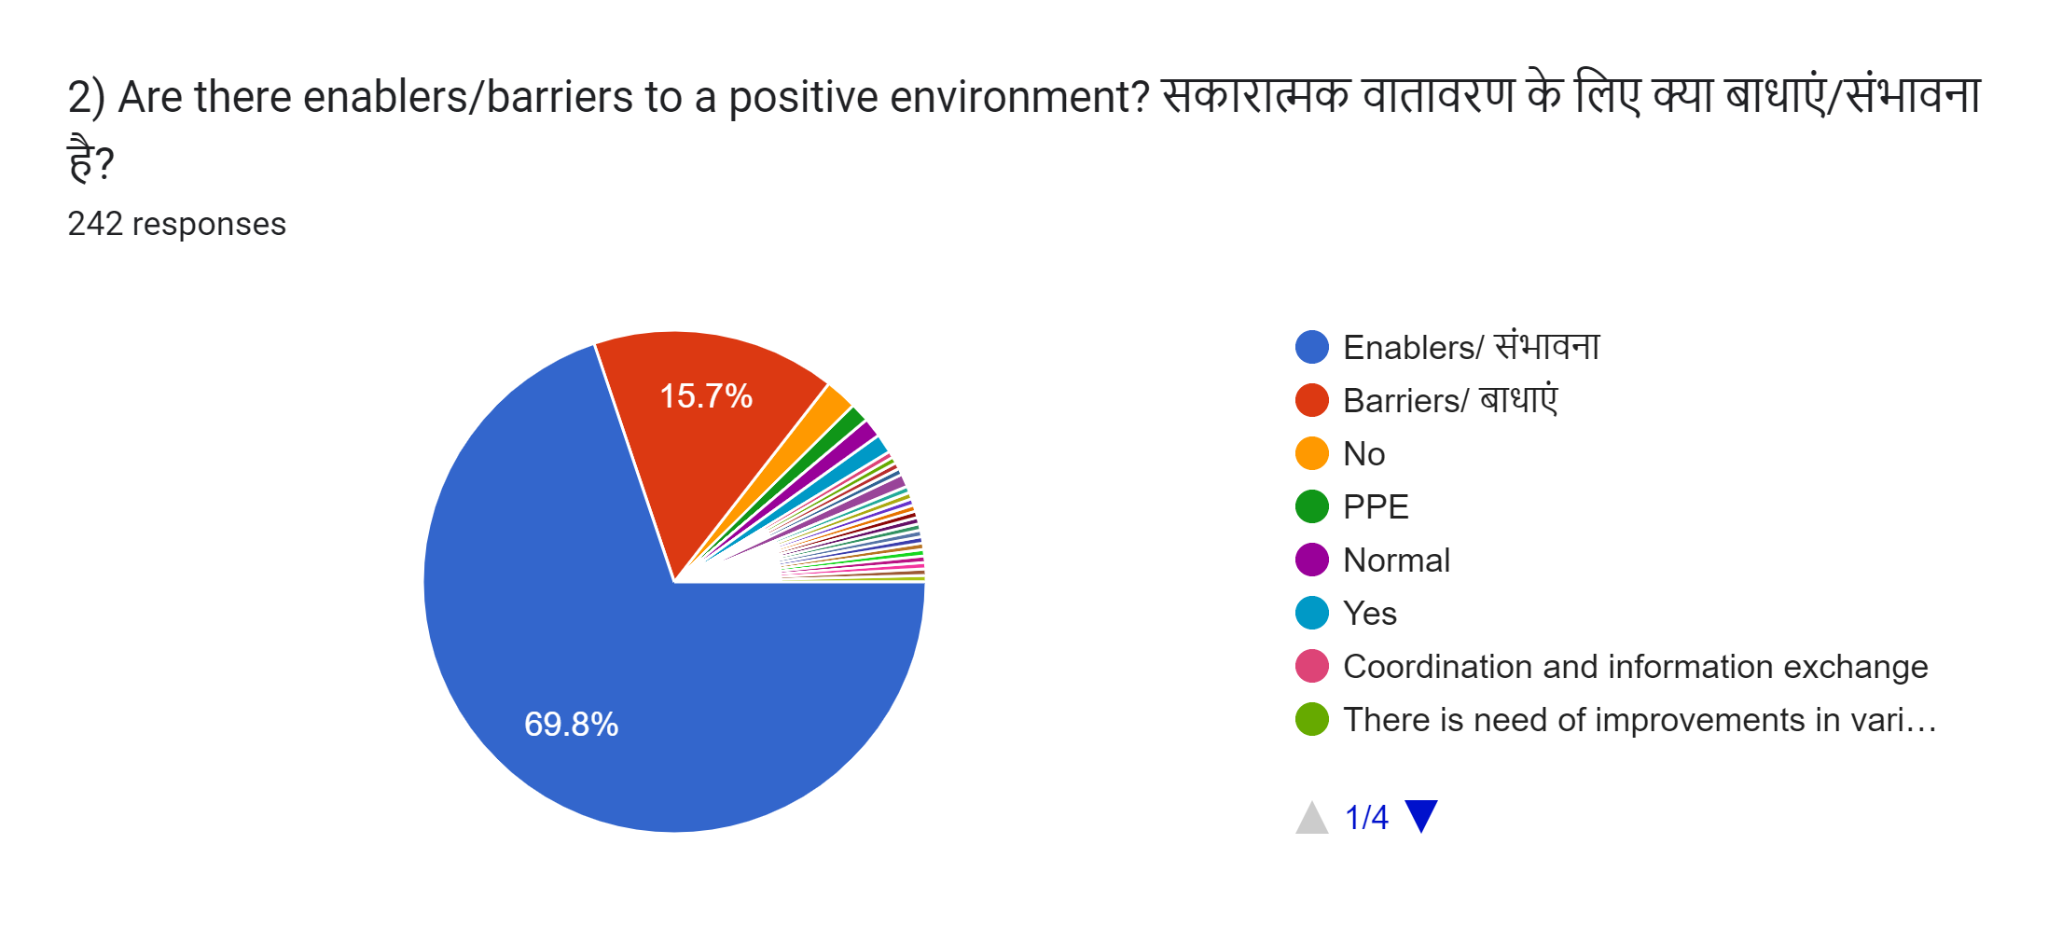 2) Are there enablers/barriers to a positive environment? सकारात्मक वातावरण के लिए क्या बाधाएं/संभावना
है?
242 responses
15.7%
69.8%
Enablers/ संभावना
Barriers/ बाधाएं
No
PPE
Normal
Yes
Coordination and information exchange
There is need of improvements in vari...
1/4